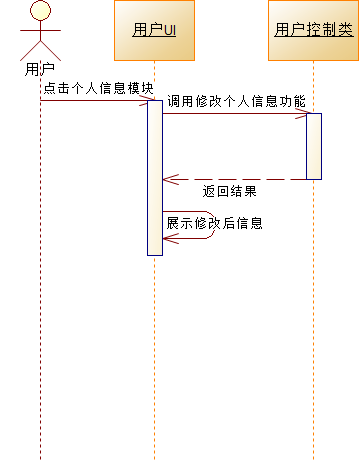 用户UI
用户控制类
用户
点击个人信息模块
调用修改个人信息功能
返回结果
展示修改后信息